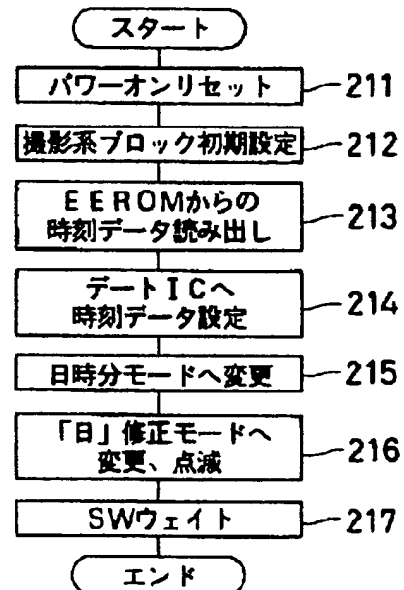 スタート
パワーオンリセット 211
撮影系ブロック初期設定 212
EEROMからの
時刻データ読み出し 213
デートICへ
時刻データ設定 214
日時分モードへ変更 215
「日」修正モードへ
変更、点滅 216
SWウェイト 217
エンド